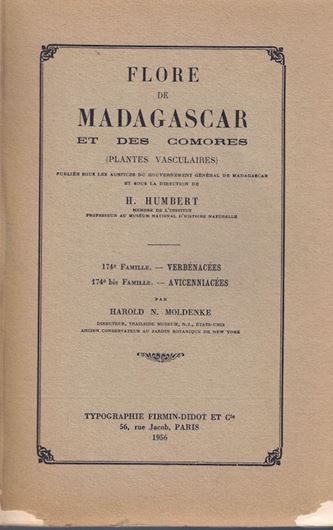 FLORE
DE
MADAGASCAR
ET DES COMORES
(PLANTES VASCULAIRES)
PUBLIÉE SOUS LES AUSPICES DU GOUVERNEMENT GÉNÉRAL DE MADAGASCAR
ET SOUS LA DIRECTION DE
H. HUMBERT
MEMBRE DE L'INSTITUT
PROFESSEUR AU MUSÉUM NATIONAL D'HISTOIRE NATURELLE
174e FAMILLE. — VERBÉNACÉES
174e bis FAMILLE. — AVICENNIACÉES
PAR
HAROLD N. MOLDENKE
DIRECTEUR, TRAILSIDE MUSEUM, N.J., ÉTATS-UNIS
ANCIEN CONSERVATEUR AU JARDIN BOTANIQUE DE NEW YORK
TYPOGRAPHIE FIRMIN-DIDOT ET Cie
56, rue Jacob, PARIS
1956